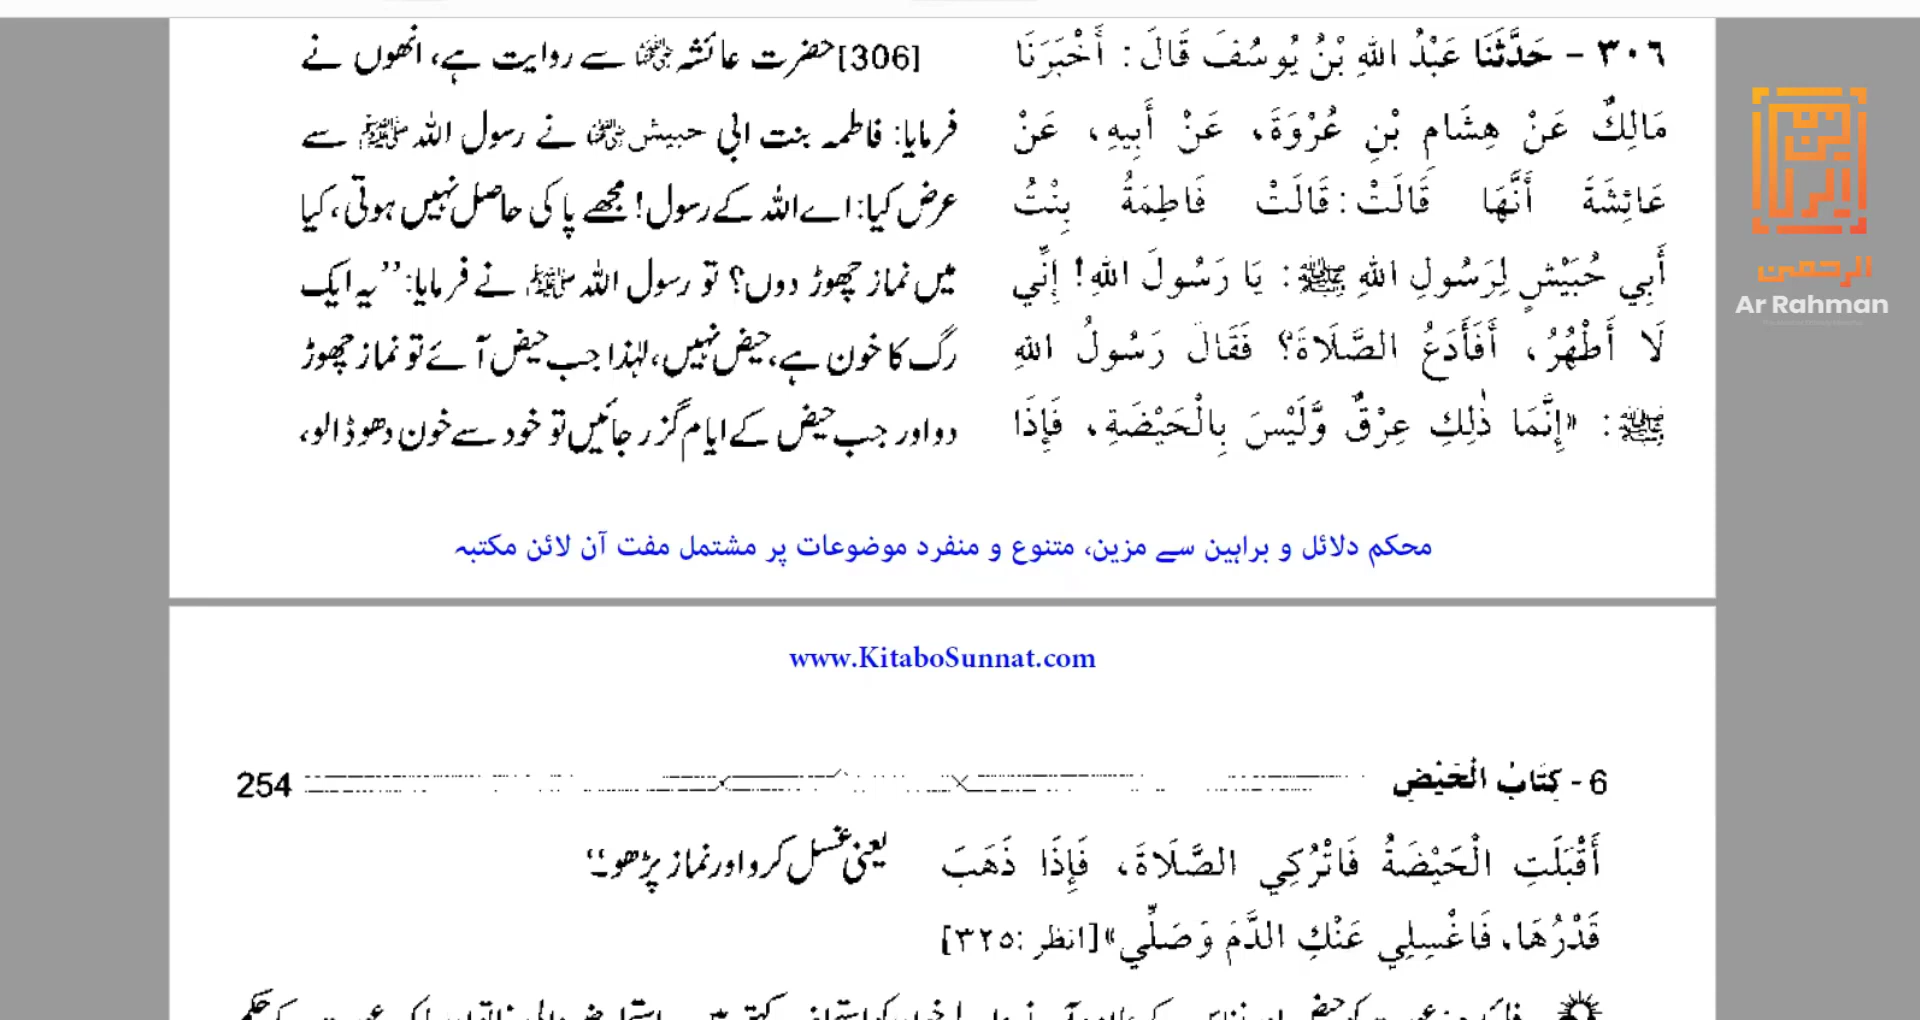 ٣٠٦ - حَدَّثَنَا عَبْدُ اللهِ بْنُ يُوسُفَ قَالَ: أَخْبَرَنَا
مَالِكٌ عَنْ هِشَامِ بْنِ عُرْوَةَ، عَنْ أَبِيهِ، عَنْ
عَائِشَةَ أَنَّهَا قَالَتْ: قَالَتْ فَاطِمَةُ بِنْتُ
أَبِي حُبَيْشٍ لِرَسُولِ اللهِ ﷺ: يَا رَسُولَ اللهِ! إِنِّي
لَا أَطْهُرُ، أَفَأَدَعُ الصَّلَاةَ؟ فَقَالَ رَسُولُ اللهِ
ﷺ: «إِنَّمَا ذٰلِكِ عِرْقٌ وَّلَيْسَ بِالْحَيْضَةِ، فَإِذَا
[306] حضرت عائشہ ؓ سے روایت ہے، انھوں نے
فرمایا: فاطمہ بنت ابی حبیش ؓ نے رسول اللہ ﷺ سے
عرض کیا: اے اللہ کے رسول! مجھے پاکی حاصل نہیں ہوتی، کیا
میں نماز چھوڑ دوں؟ تو رسول اللہ ﷺ نے فرمایا: ’’یہ ایک
رگ کا خون ہے، حیض نہیں، لہٰذا جب حیض آئے تو نماز چھوڑ
دو اور جب حیض کے ایام گزر جائیں تو خود سے خون دھو ڈالو،
محکم دلائل و براہین سے مزین، متنوع و منفرد موضوعات پر مشتمل مفت آن لائن مکتبہ
www.KitaboSunnat.com
6 - كِتَابُ الْحَيْضِ 254
أَقْبَلَتِ الْحَيْضَةُ فَاتْرُكِي الصَّلَاةَ، فَإِذَا ذَهَبَ
قَدْرُهَا، فَاغْسِلِي عَنْكِ الدَّمَ وَصَلِّي» [انظر: ٣٢٥]
یعنی غسل کرو اور نماز پڑھو۔‘‘
الرحمن
Ar Rahman